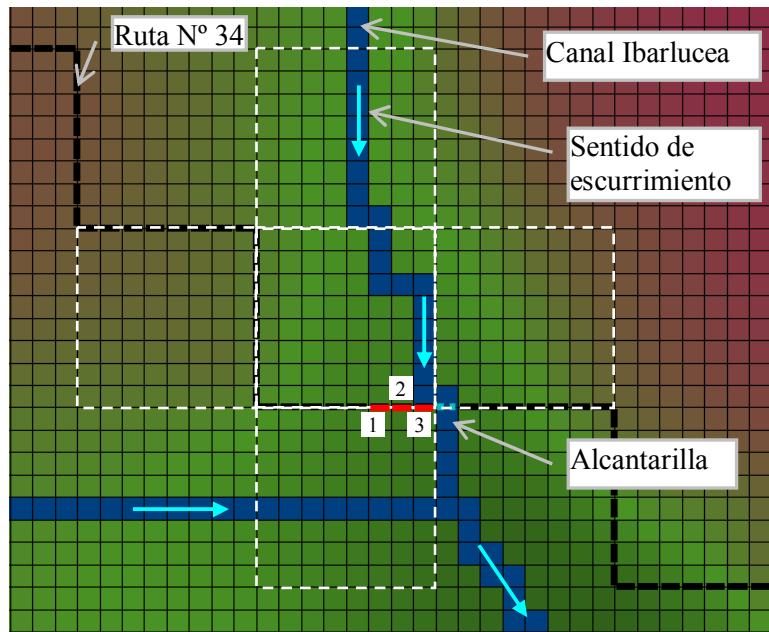 Ruta Nº 34
Canal Ibarlucea
Sentido de
escurrimiento
2
1
3
Alcantarilla